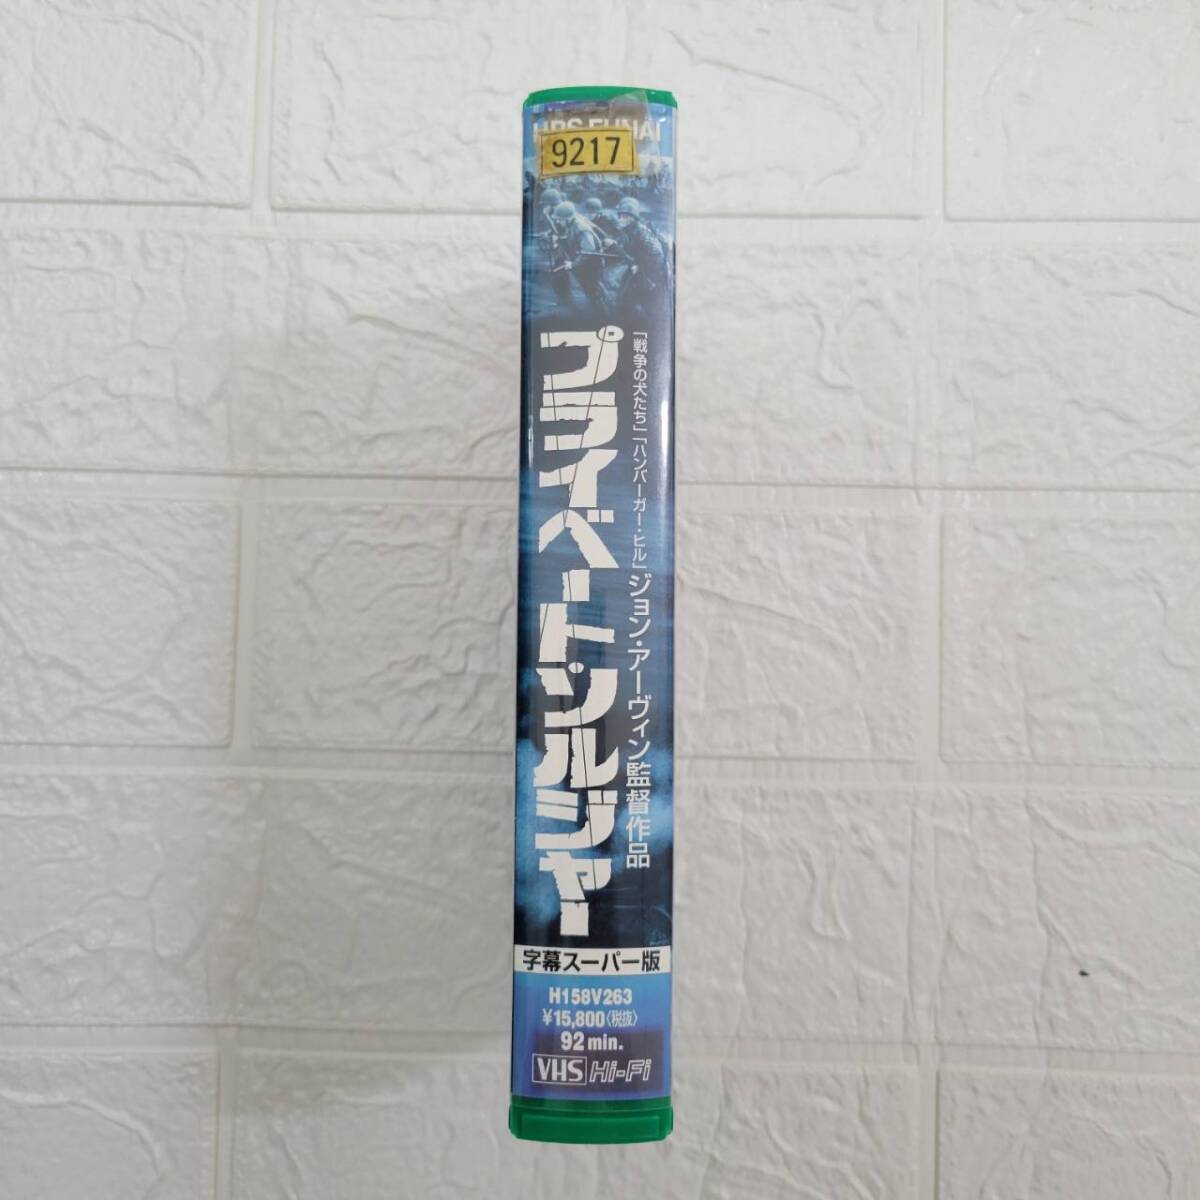 9217
「戦争の犬たち」「ハンバーガー・ヒル」ジョン・アーヴィン監督作品
プライベートソルジャー
字幕スーパー版
H158V263
¥15,800〈税抜〉
92 min.
VHS Hi-Fi